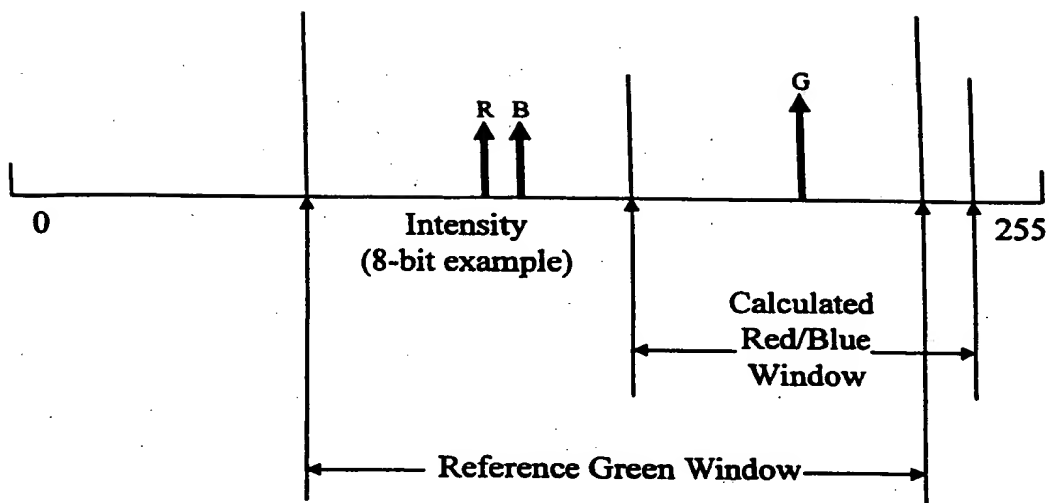 R B
G
0
255
Intensity
(8-bit example)
Calculated
Red/Blue
Window
Reference Green Window